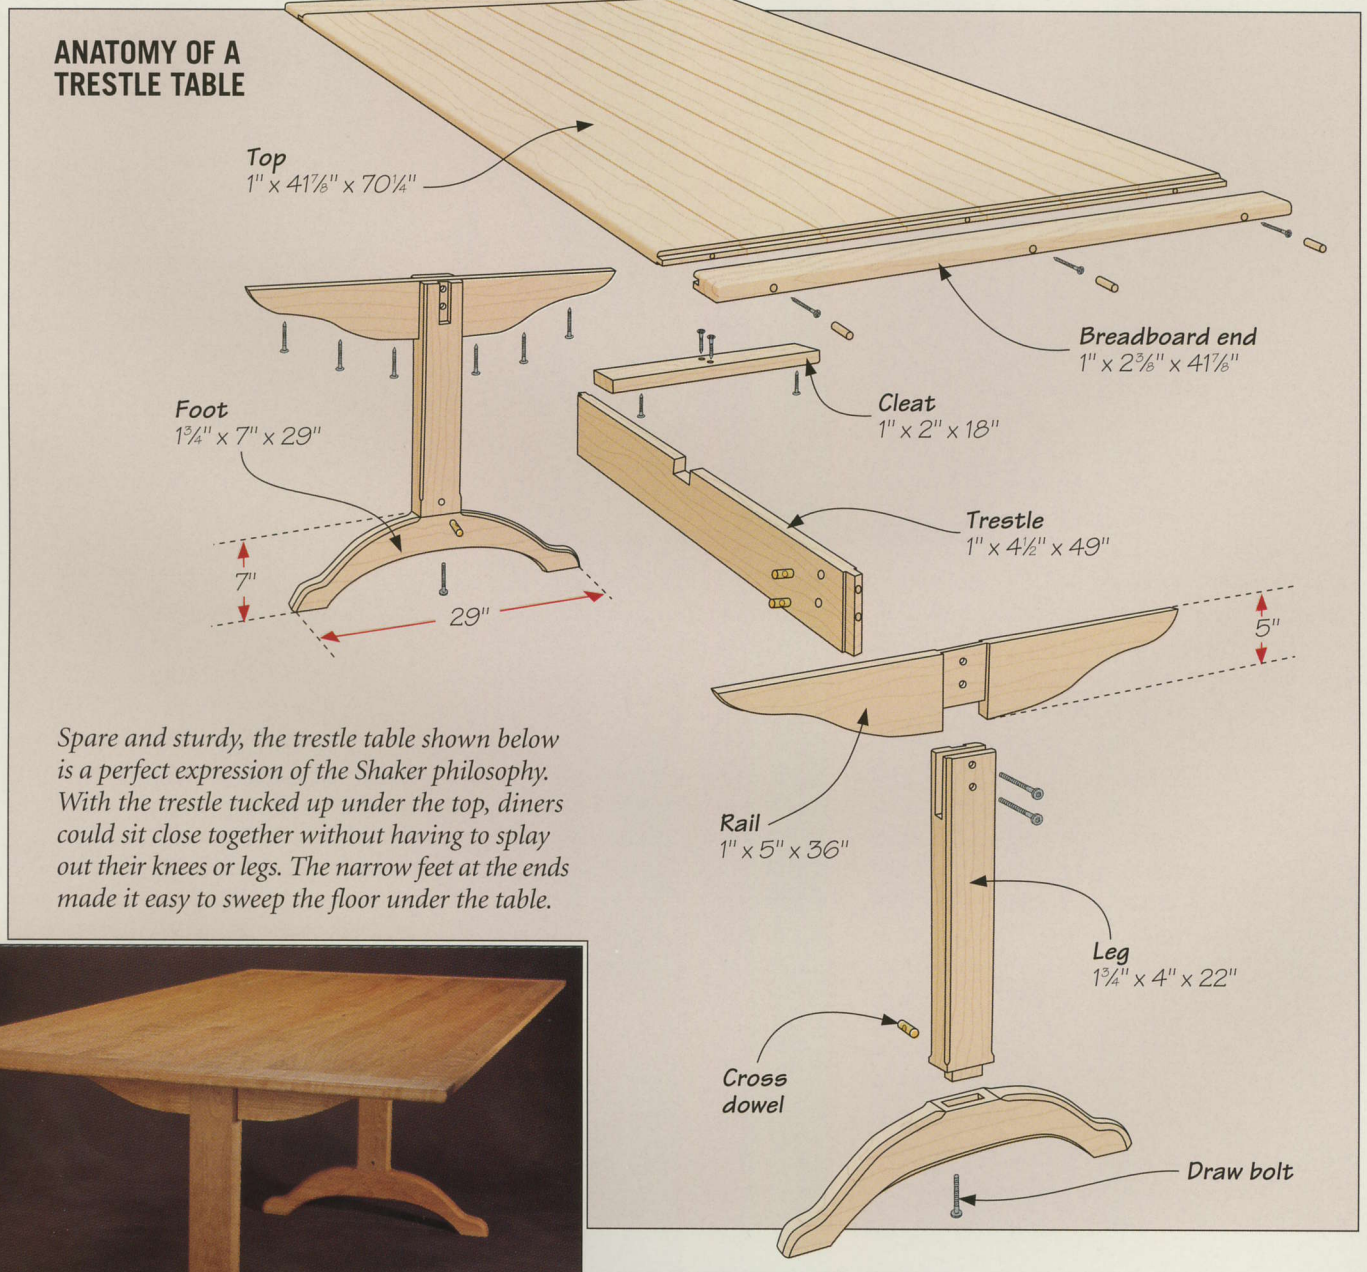 ANATOMY OF A
TRESTLE TABLE
Top
1" x 41⅞" x 70¼"
Breadboard end
1" x 2⅜" x 41⅞"
Cleat
1" x 2" x 18"
Foot
1¾" x 7" x 29"
Trestle
1" x 4½" x 49"
7"
29"
5"
Spare and sturdy, the trestle table shown below
is a perfect expression of the Shaker philosophy.
With the trestle tucked up under the top, diners
could sit close together without having to splay
out their knees or legs. The narrow feet at the ends
made it easy to sweep the floor under the table.
Rail
1" x 5" x 36"
Leg
1¾" x 4" x 22"
Cross
dowel
Draw bolt